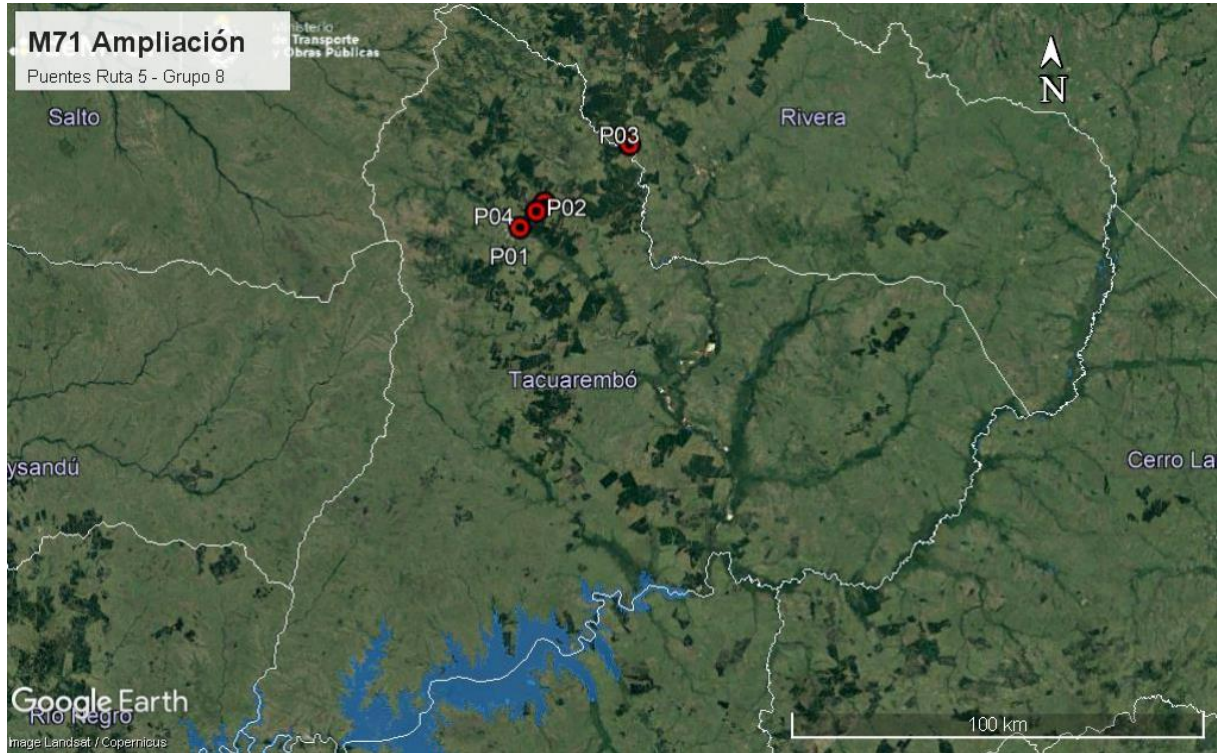 M71 Ampliación
Puentes Ruta 5 - Grupo 8
Ministerio
de Transporte
y Obras Públicas
N
Salto
Rivera
P03
P04
P02
P01
Tacuarembó
ysandú
Cerro La
Google Earth
Río Negro
100 km
Image Landsat / Copernicus